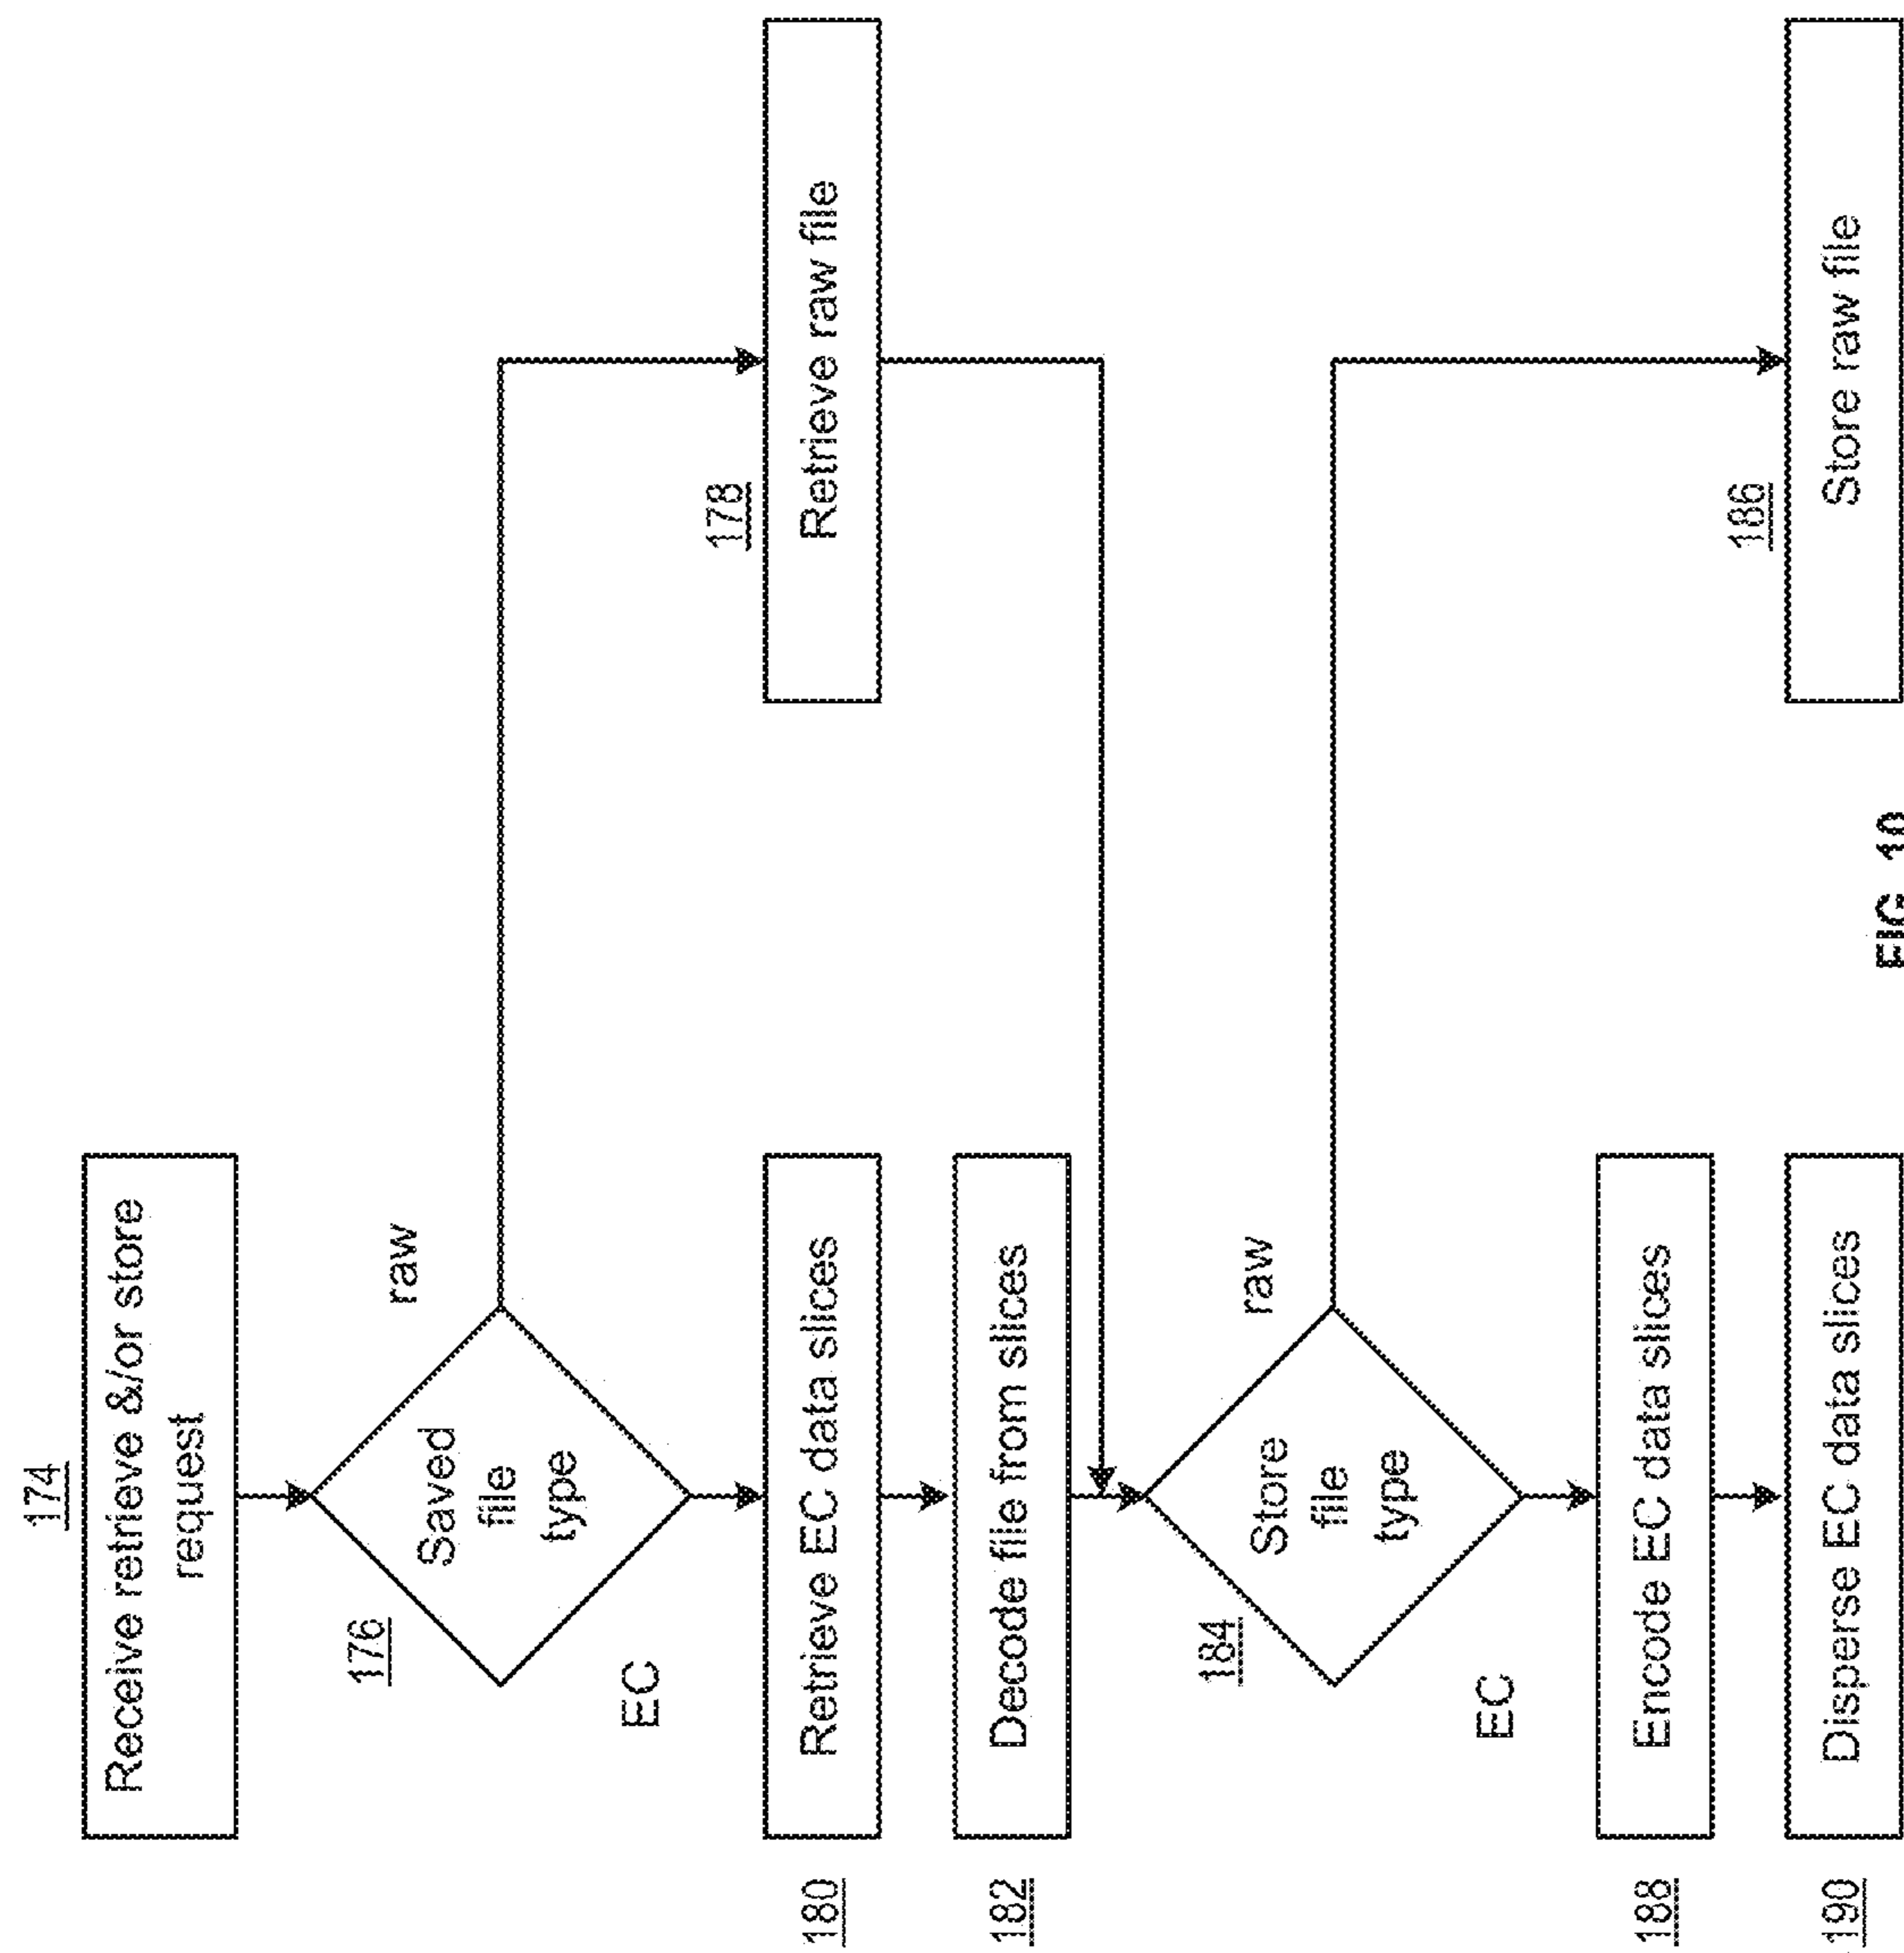 174
Receive retrieve &/or store
request
176
Saved
file
type
raw
EC
178
Retrieve raw file
180
Retrieve EC data slices
182
Decode file from slices
184
Store
file
type
raw
EC
186
Store raw file
188
Encode EC data slices
190
Disperse EC data slices
FIG. 10